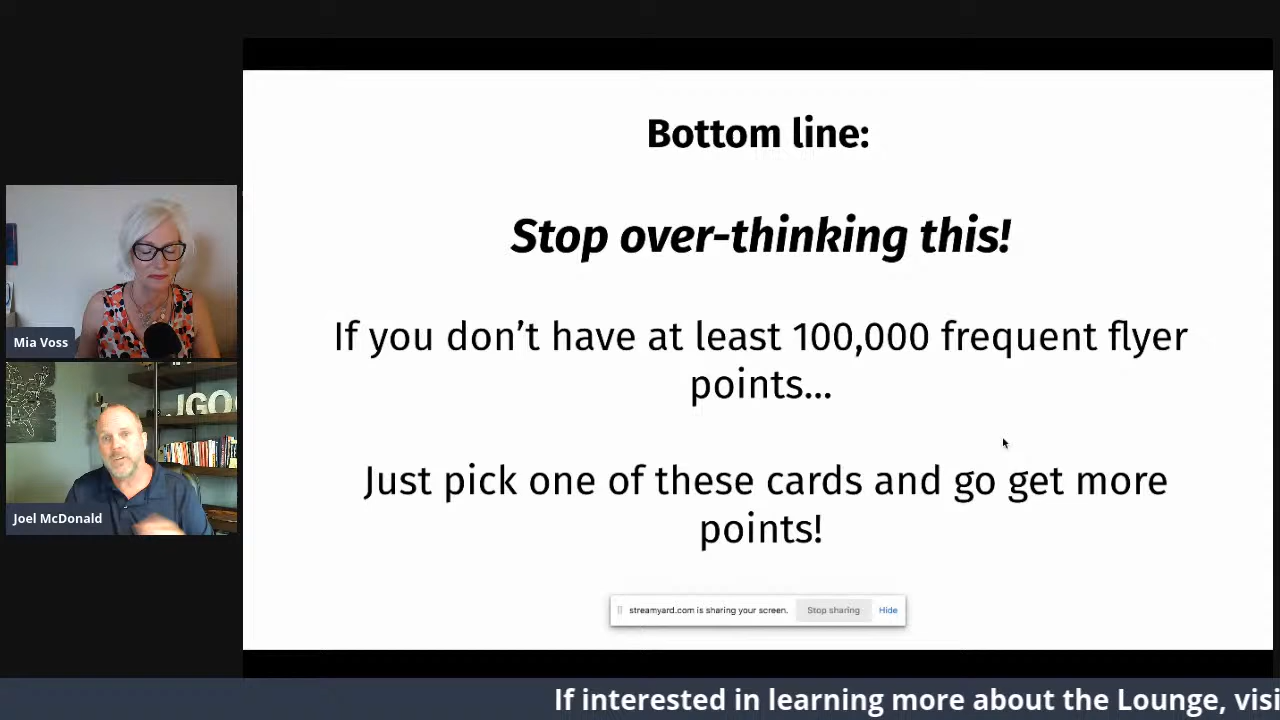 Bottom line:
Stop over-thinking this!
If you don’t have at least 100,000 frequent flyer
points...
Just pick one of these cards and go get more
points!
Mia Voss
JGO
Joel McDonald
streamyard.com is sharing your screen. Stop sharing Hide
If interested in learning more about the Lounge, visi